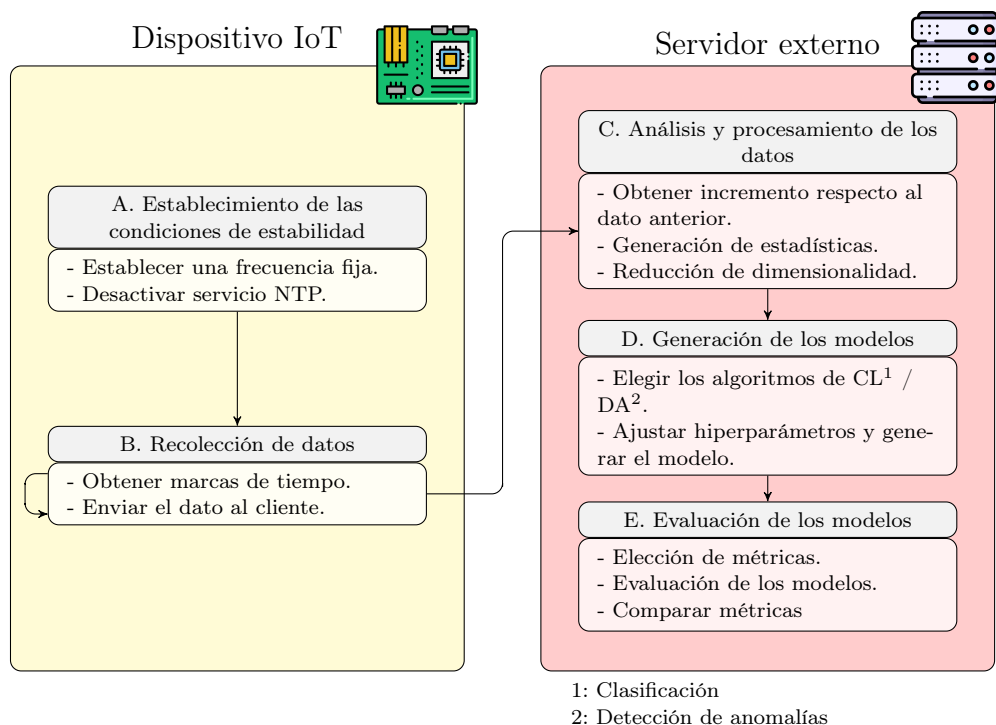 Dispositivo IoT
A. Establecimiento de las
condiciones de estabilidad
- Establecer una frecuencia fija.
- Desactivar servicio NTP.
B. Recolección de datos
- Obtener marcas de tiempo.
- Enviar el dato al cliente.
Servidor externo
C. Análisis y procesamiento de los
datos
- Obtener incremento respecto al
dato anterior.
- Generación de estadísticas.
- Reducción de dimensionalidad.
D. Generación de los modelos
- Elegir los algoritmos de CL¹ /
DA².
- Ajustar hiperparámetros y gene-
rar el modelo.
E. Evaluación de los modelos
- Elección de métricas.
- Evaluación de los modelos.
- Comparar métricas
1: Clasificación
2: Detección de anomalías